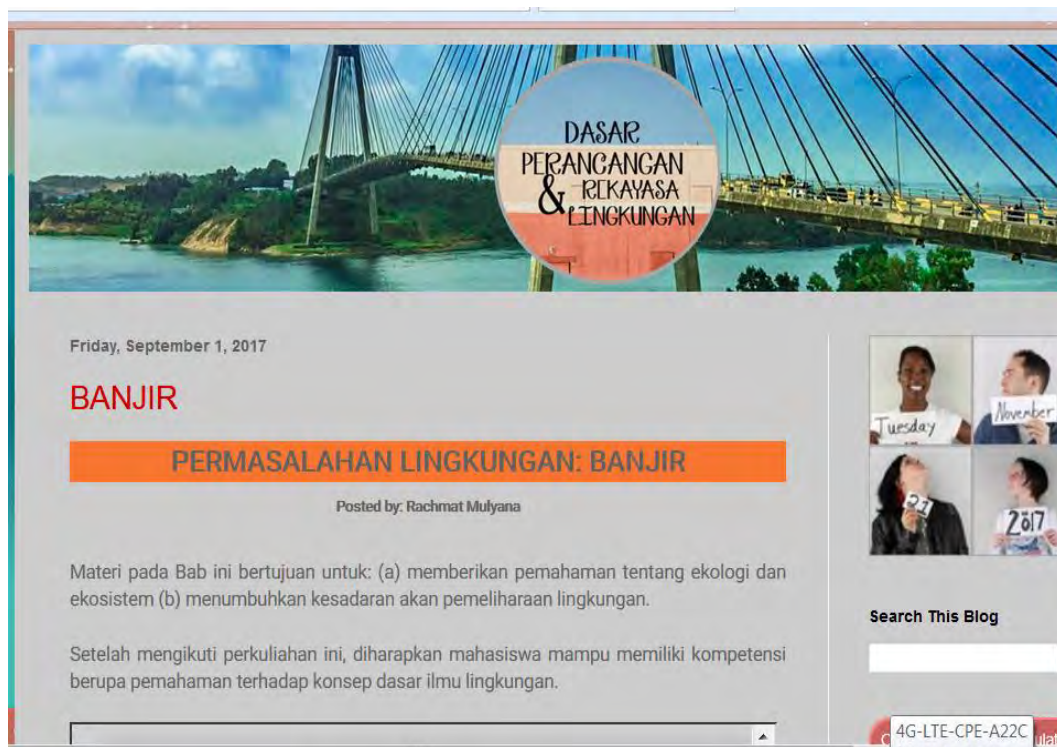 DASAR
PERANCANGAN
& REKAYASA
LINGKUNGAN
Friday, September 1, 2017
BANJIR
PERMASALAHAN LINGKUNGAN: BANJIR
Posted by: Rachmat Mulyana
Materi pada Bab ini bertujuan untuk: (a) memberikan pemahaman tentang ekologi dan
ekosistem (b) menumbuhkan kesadaran akan pemeliharaan lingkungan.
Setelah mengikuti perkuliahan ini, diharapkan mahasiswa mampu memiliki kompetensi
berupa pemahaman terhadap konsep dasar ilmu lingkungan.
Tuesday
November
21
2017
Search This Blog
4G-LTE-CPE-A22C